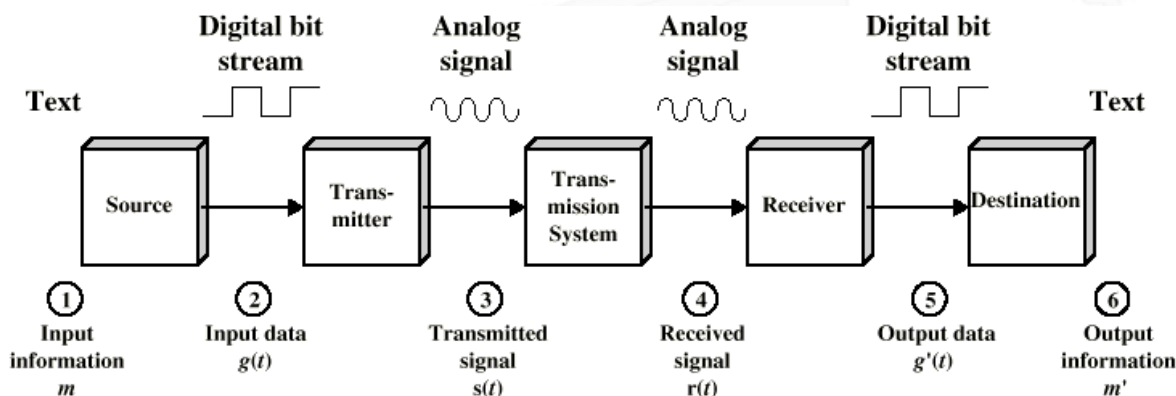 Digital bit
stream
Analog
signal
Analog
signal
Digital bit
stream
Text
Text
Source
Trans-
mitter
Trans-
mission
System
Receiver
Destination
1
Input
information
m
2
Input data
g(t)
3
Transmitted
signal
s(t)
4
Received
signal
r(t)
5
Output data
g'(t)
6
Output
information
m'